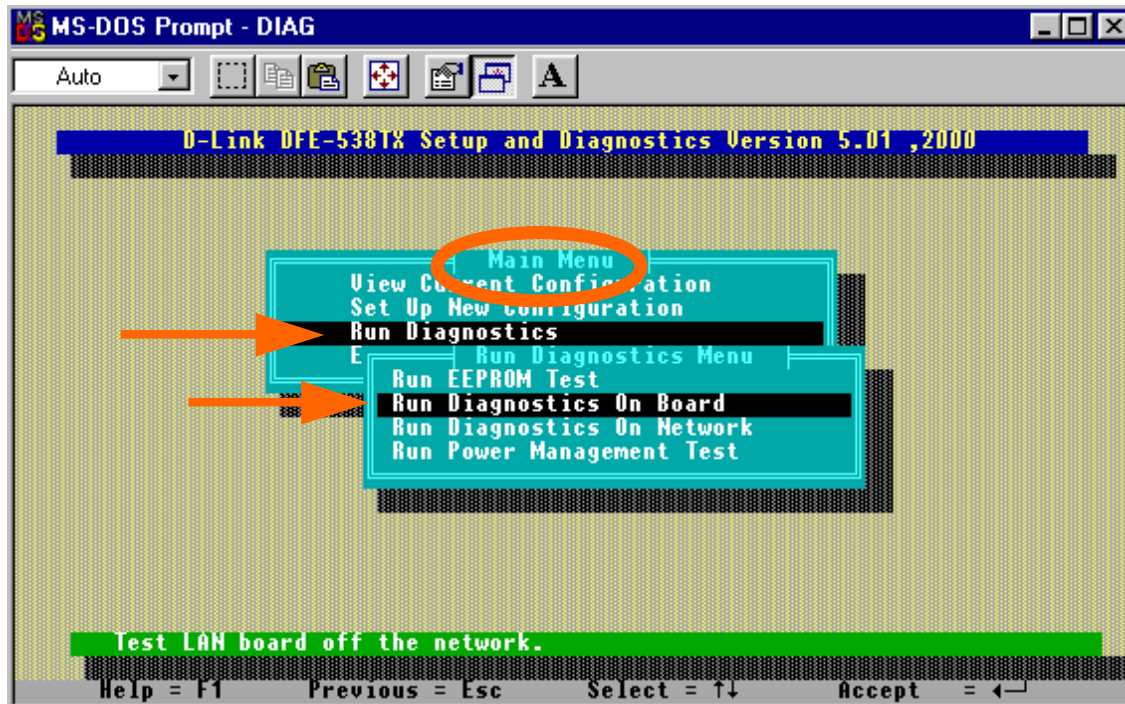 MS-DOS Prompt - DIAG
Auto
A
D-Link DFE-538TX Setup and Diagnostics Version 5.01 ,2000
Main Menu
View Current Configuration
Set Up New Configuration
Run Diagnostics
E
Run Diagnostics Menu
Run EEPROM Test
Run Diagnostics On Board
Run Diagnostics On Network
Run Power Management Test
Test LAN board off the network.
Help = F1 Previous = Esc Select = ↑↓ Accept = ↵